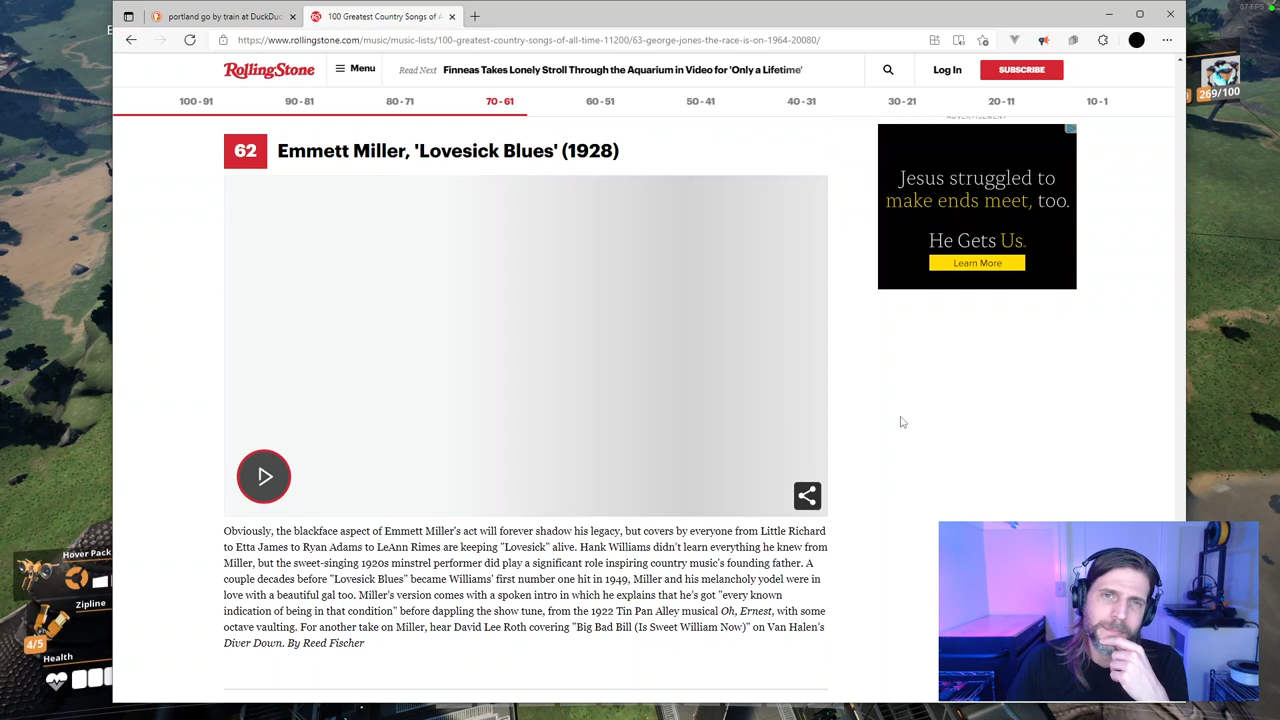 87 FPS
portland go by train at DuckDu
100 Greatest Country Songs of A
https://www.rollingstone.com/music/music-lists/100-greatest-country-songs-of-all-time-11200/63-george-jones-the-race-is-on-1964-20080/
RollingStone
Menu
Read Next
Finneas Takes Lonely Stroll Through the Aquarium in Video for 'Only a Lifetime'
Log In
SUBSCRIBE
269/100
100 - 91
90 - 81
80 - 71
70 - 61
60 - 51
50 - 41
40 - 31
30 - 21
20 - 11
10 - 1
ADVERTISEMENT
62
Emmett Miller, 'Lovesick Blues' (1928)
Jesus struggled to
make ends meet, too.
He Gets Us.
Learn More
Obviously, the blackface aspect of Emmett Miller's act will forever shadow his legacy, but covers by everyone from Little Richard
to Etta James to Ryan Adams to LeAnn Rimes are keeping "Lovesick" alive. Hank Williams didn't learn everything he knew from
Miller, but the sweet-singing 1920s minstrel performer did play a significant role inspiring country music's founding father. A
couple decades before "Lovesick Blues" became Williams' first number one hit in 1949, Miller and his melancholy yodel were in
love with a beautiful gal too. Miller's version comes with a spoken intro in which he explains that he's got "every known
indication of being in that condition" before dappling the show tune, from the 1922 Tin Pan Alley musical Oh, Ernest, with some
octave vaulting. For another take on Miller, hear David Lee Roth covering "Big Bad Bill (Is Sweet William Now)" on Van Halen's
Diver Down. By Reed Fischer
Hover Pack
Zipline
4/5
Health